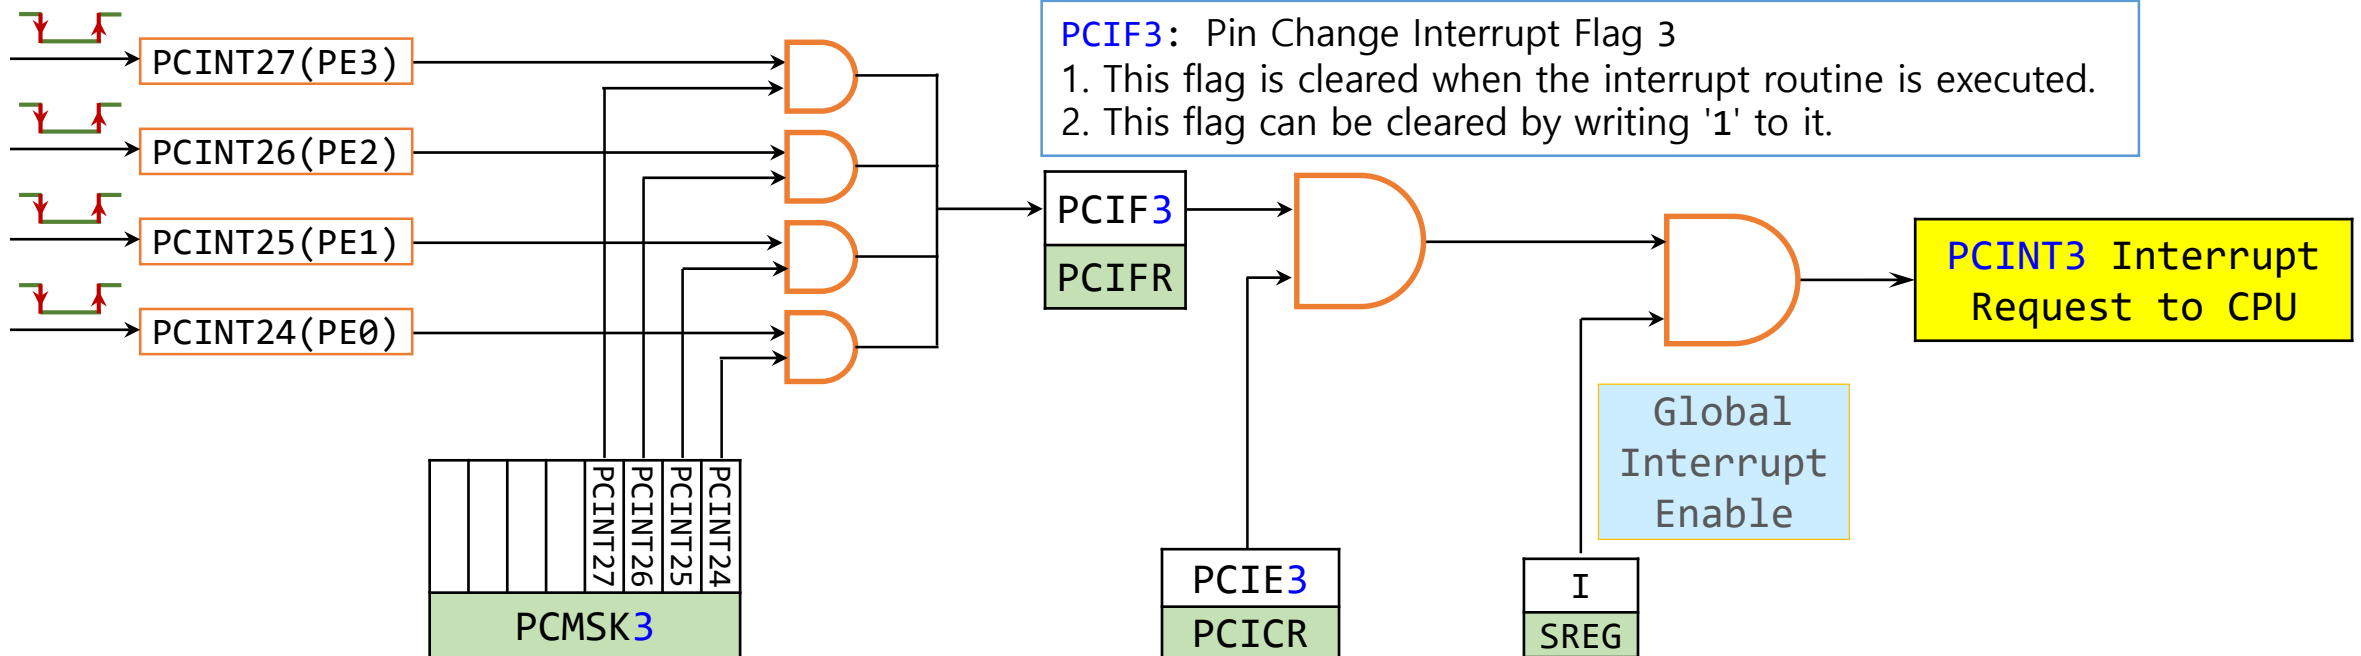 PCIF3: Pin Change Interrupt Flag 3
1. This flag is cleared when the interrupt routine is executed.
2. This flag can be cleared by writing '1' to it.
PCINT27(PE3)
PCINT26(PE2)
PCINT25(PE1)
PCINT24(PE0)
PCIF3
PCIFR
PCINT3 Interrupt
Request to CPU
Global
Interrupt
Enable
PCINT27
PCINT26
PCINT25
PCINT24
PCMSK3
PCIE3
PCICR
I
SREG